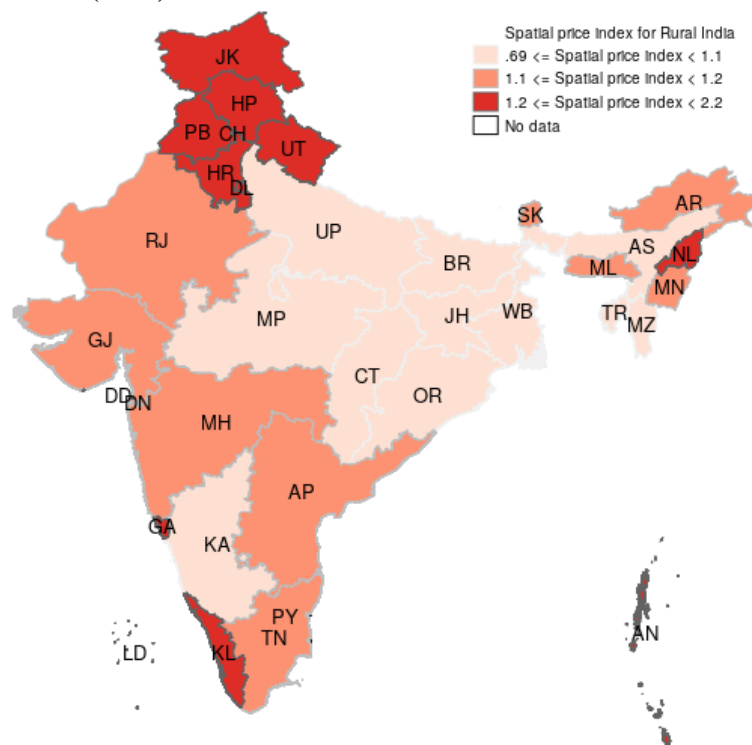 Spatial price index for Rural India
.69 <= Spatial price index < 1.1
1.1 <= Spatial price index < 1.2
1.2 <= Spatial price index < 2.2
No data
JK
HP
PB
CH
UT
HR
DL
RJ
UP
SK
AR
AS
NL
BR
ML
MN
GJ
MP
JH
WB
TR
MZ
CT
DD
DN
OR
MH
AP
GA
KA
PY
TN
AN
LD
KL